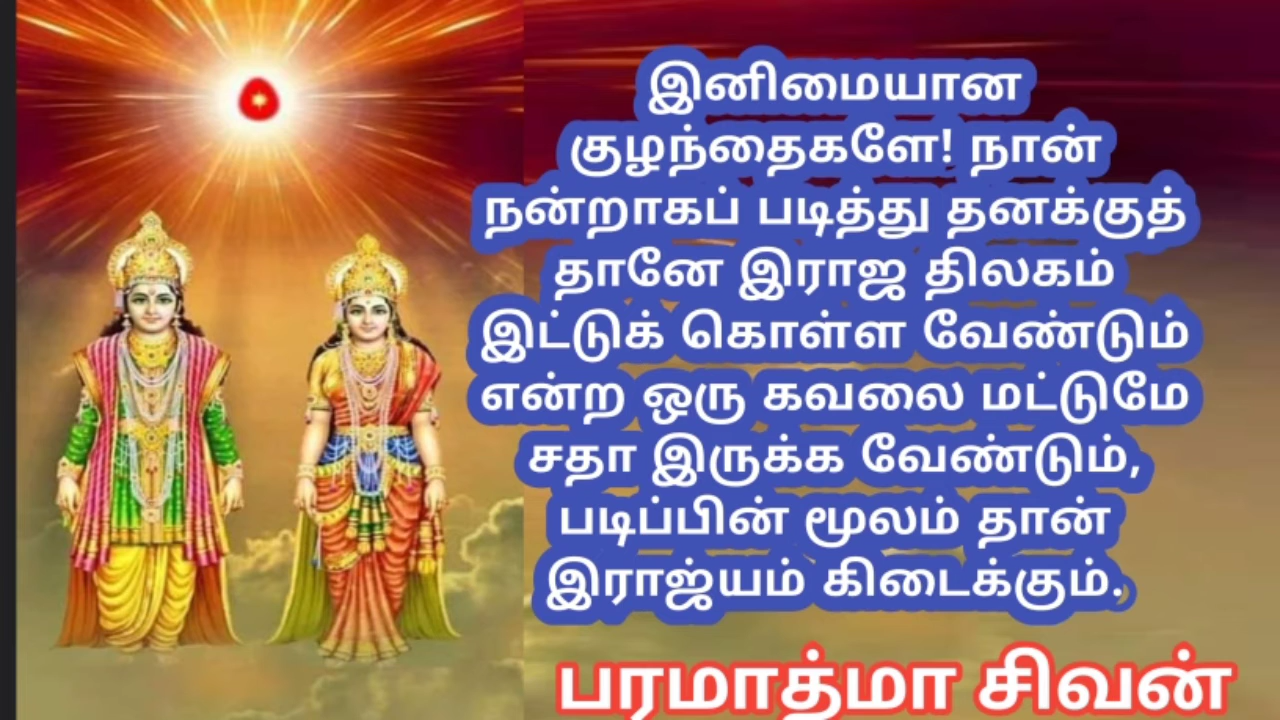 இனிமையான
குழந்தைகளே! நான்
நன்றாகப் படித்து தனக்குத்
தானே இராஜ திலகம்
இட்டுக் கொள்ள வேண்டும்
என்ற ஒரு கவலை மட்டுமே
சதா இருக்க வேண்டும்,
படிப்பின் மூலம் தான்
இராஜ்யம் கிடைக்கும்.
பரமாத்மா சிவன்